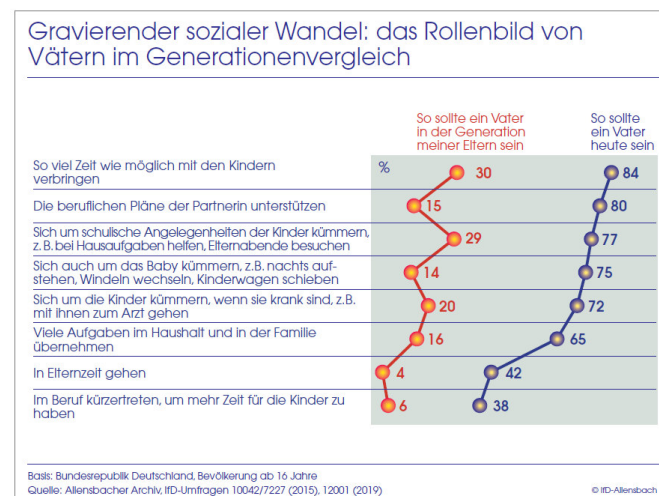 Gravierender sozialer Wandel: das Rollenbild von
Vätern im Generationenvergleich
So sollte ein Vater
in der Generation
meiner Eltern sein
So sollte
ein Vater
heute sein
%
So viel Zeit wie möglich mit den Kindern
verbringen
30
84
Die beruflichen Pläne der Partnerin unterstützen
15
80
Sich um schulische Angelegenheiten der Kinder kümmern,
z.B. bei Hausaufgaben helfen, Elternabende besuchen
29
77
Sich auch um das Baby kümmern, z.B. nachts auf-
stehen, Windeln wechseln, Kinderwagen schieben
14
75
Sich um die Kinder kümmern, wenn sie krank sind, z.B.
mit ihnen zum Arzt gehen
20
72
Viele Aufgaben im Haushalt und in der Familie
übernehmen
16
65
In Elternzeit gehen
4
42
Im Beruf kürzertreten, um mehr Zeit für die Kinder zu
haben
6
38
Basis: Bundesrepublik Deutschland, Bevölkerung ab 16 Jahre
Quelle: Allensbacher Archiv, IfD-Umfragen 10042/7227 (2015), 12001 (2019)
© IfD-Allensbach